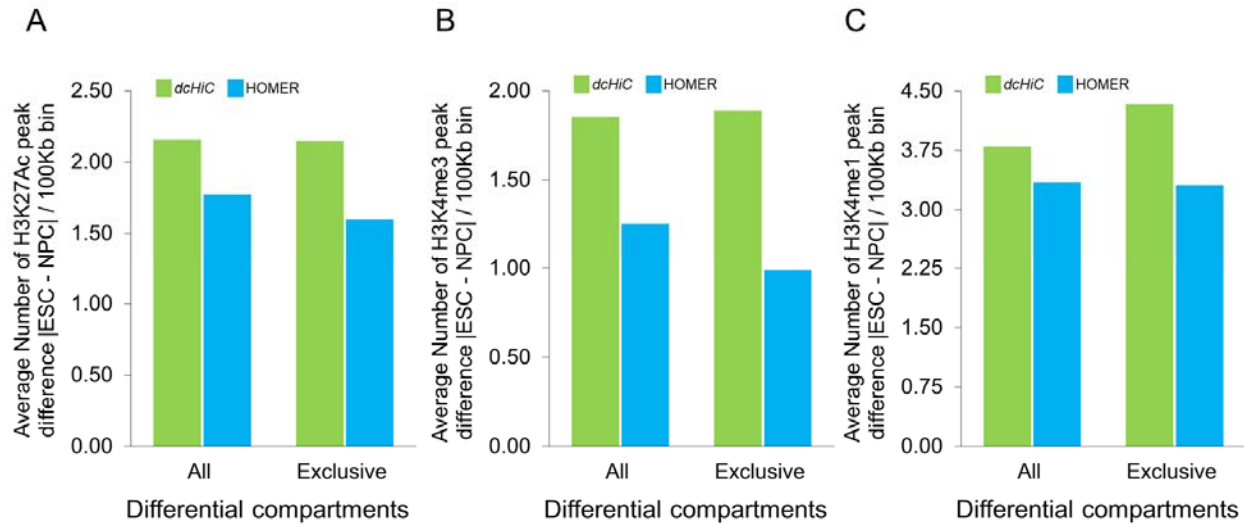 A
Average Number of H3K27Ac peak
difference |ESC - NPC| / 100Kb bin
dcHiC HOMER
2.50
2.00
1.50
1.00
0.50
0.00
All Exclusive
Differential compartments
B
Average Number of H3K4me3 peak
difference |ESC - NPC| / 100Kb bin
dcHiC HOMER
2.00
1.50
1.00
0.50
0.00
All Exclusive
Differential compartments
C
Average Number of H3K4me1 peak
difference |ESC - NPC| / 100Kb bin
dcHiC HOMER
4.50
3.75
3.00
2.25
1.50
0.75
0.00
All Exclusive
Differential compartments